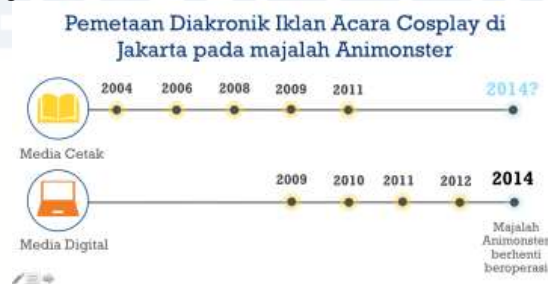 Pemetaan Diakronik Iklan Acara Cosplay di
Jakarta pada majalah Animonster
2004 2006 2008 2009 2011 2014?
Media Cetak
2009 2010 2011 2012 2014
Media Digital
Majalah
Animonster
berhenti
beroperasi